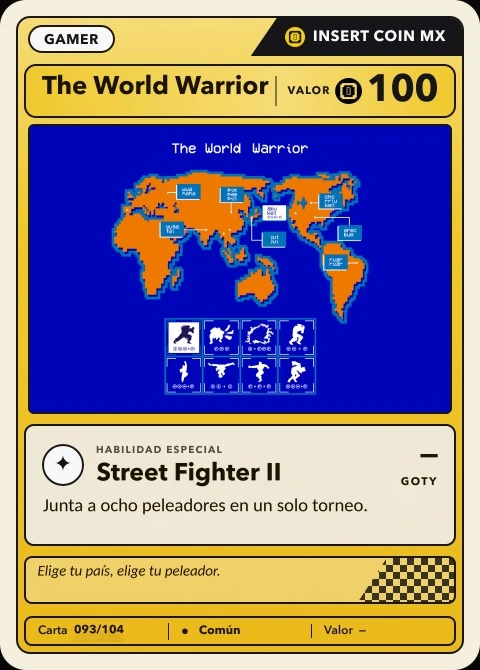 GAMER
INSERT COIN MX
The World Warrior
VALOR 100
The World Warrior
HABILIDAD ESPECIAL
Street Fighter II
—
GOTY
Junta a ocho peleadores en un solo torneo.
Elige tu país, elige tu peleador.
Carta 093/104
• Común
Valor –